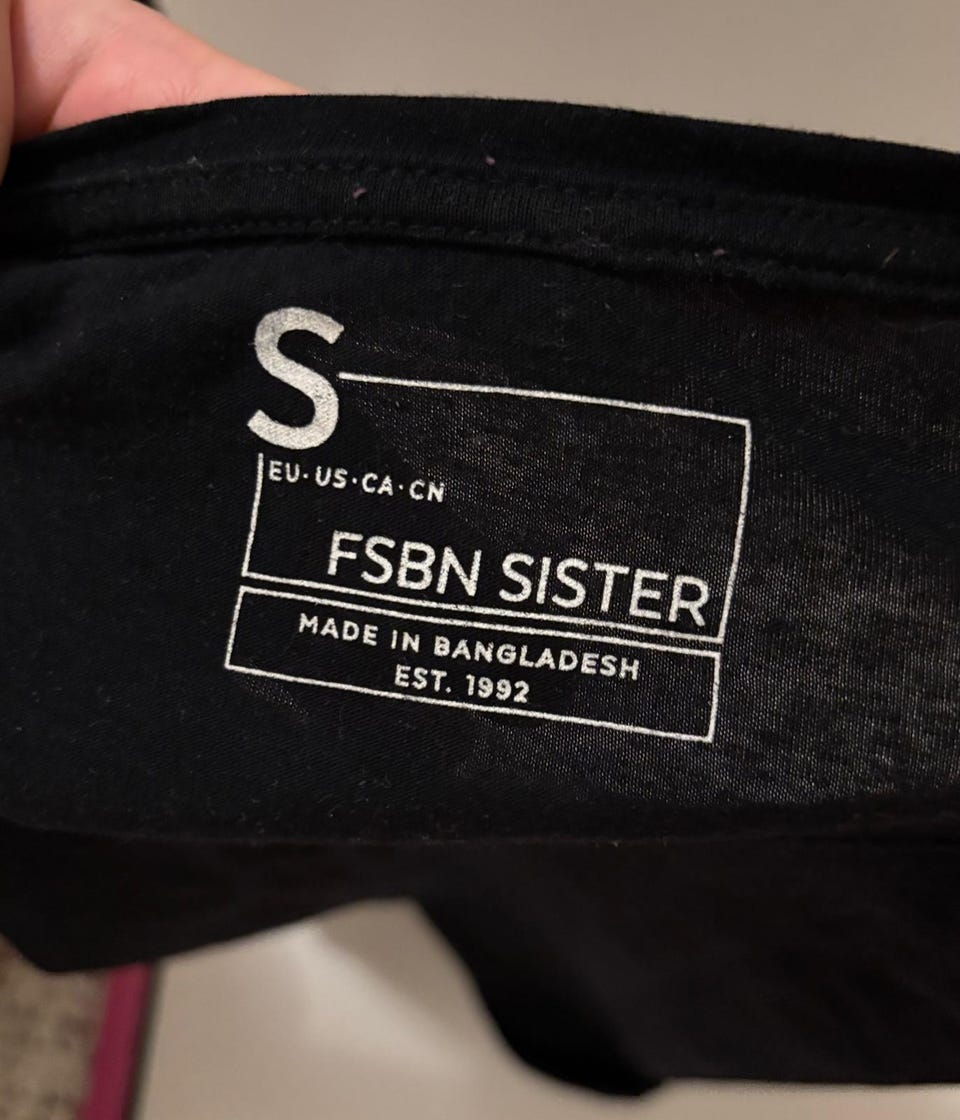 S
EU·US·CA·CN
FSBN SISTER
MADE IN BANGLADESH
EST. 1992